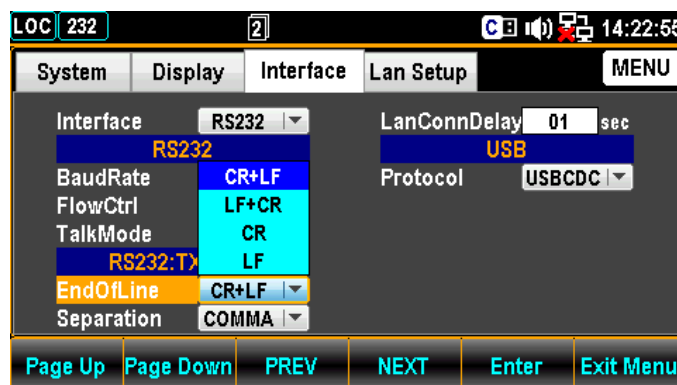 LOC 232 2 C E 14:22:55
System Display Interface Lan Setup MENU
Interface RS232 LanConnDelay 01 sec
RS232 USB
BaudRate CR+LF Protocol USBCDC
FlowCtrl LF+CR
TalkMode CR
RS232:TX LF
EndOfLine CR+LF
Separation COMMA
Page Up Page Down PREV NEXT Enter Exit Menu